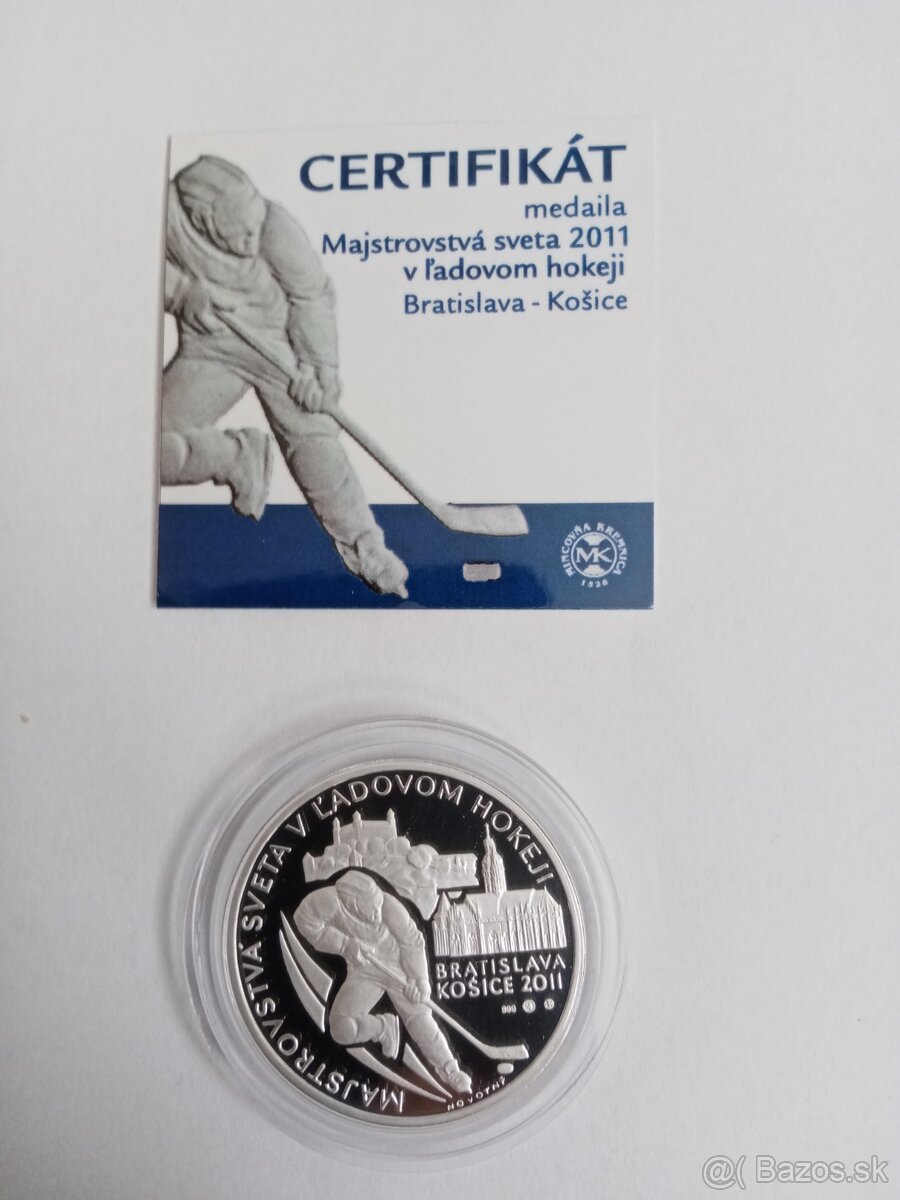 CERTIFIKÁT
medaila
Majstrovstvá sveta 2011
v ľadovom hokeji
Bratislava - Košice
MINCOVŇA KREMNICA
MK
1328
MAJSTROVSTVÁ SVETA V ĽADOVOM HOKEJI
BRATISLAVA
KOŠICE 2011
999
NOVOTNÝ
@( Bazos.sk